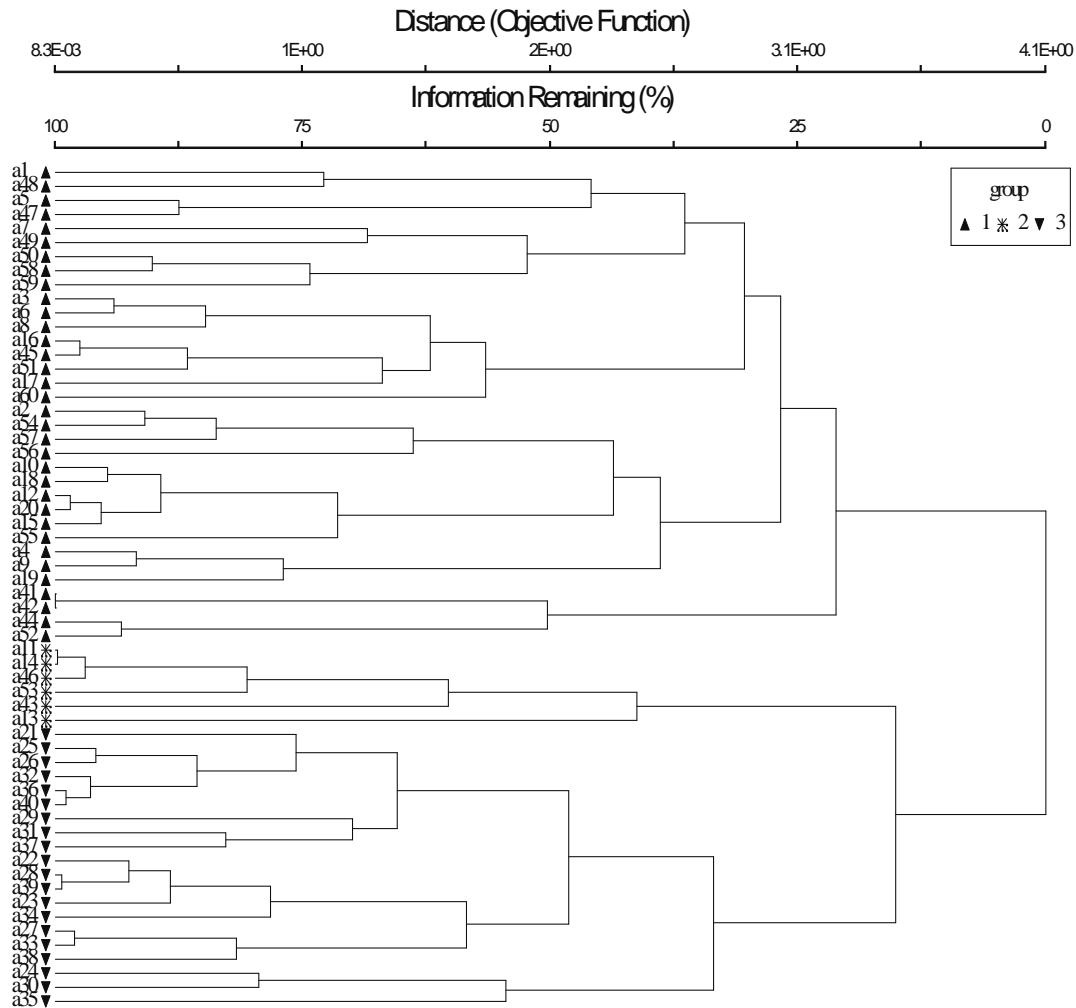 Distance (Objective Function)
8.3E-03 1E+00 2E+00 3.1E+00 4.1E+00
Information Remaining (%)
100 75 50 25 0
group
▲ 1 ⁎ 2 ▼ 3
a1
a48
a5
a47
a7
a49
a50
a58
a59
a3
a6
a8
a16
a45
a51
a17
a60
a2
a54
a57
a56
a10
a18
a12
a20
a15
a55
a4
a9
a19
a41
a42
a44
a52
a11
a14
a46
a53
a43
a13
a21
a25
a26
a32
a36
a40
a29
a31
a37
a22
a28
a39
a23
a34
a27
a33
a38
a24
a30
a35